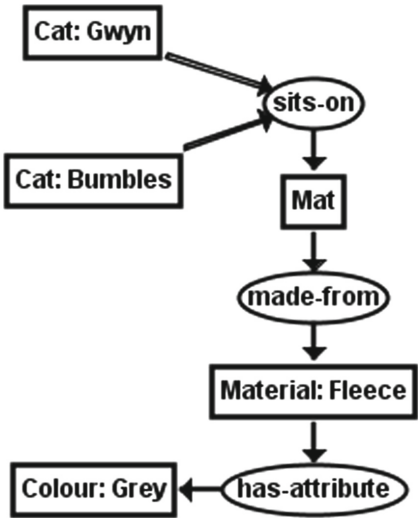 Cat: Gwyn
sits-on
Cat: Bumbles
Mat
made-from
Material: Fleece
Colour: Grey
has-attribute